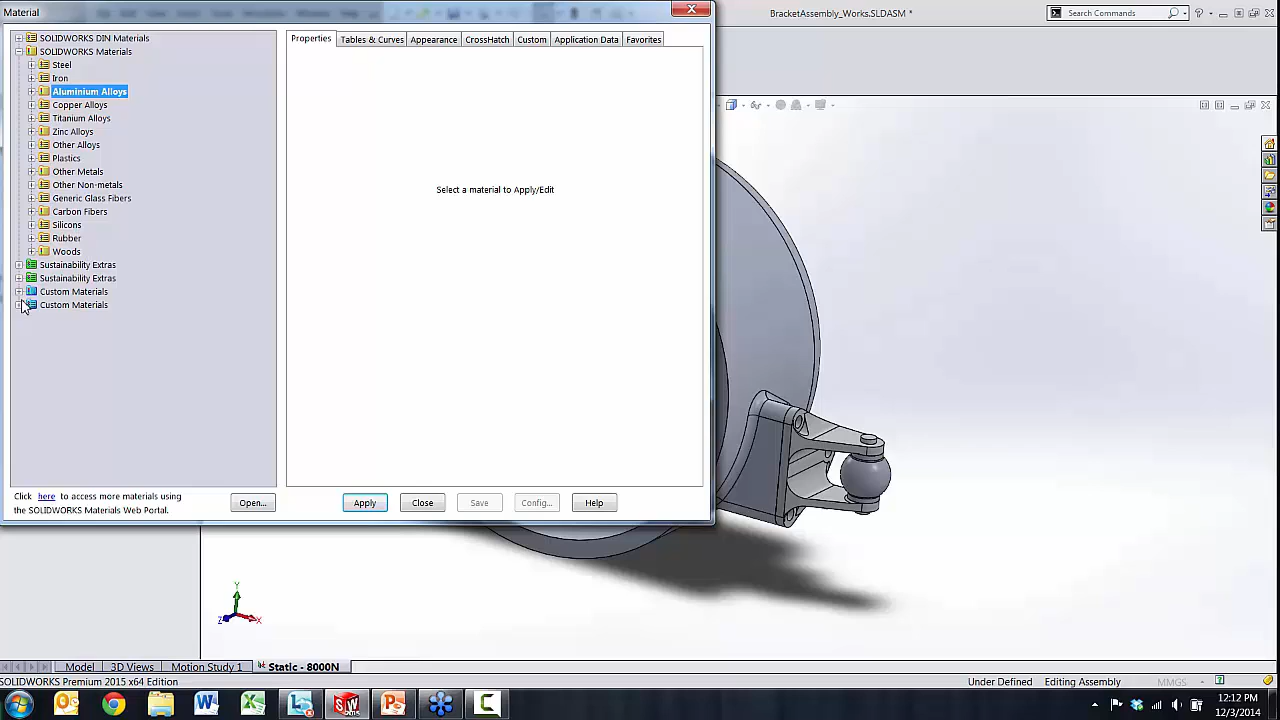 Material
BracketAssembly_Works.SLDASM *
Search Commands
SOLIDWORKS DIN Materials
SOLIDWORKS Materials
Steel
Iron
Aluminium Alloys
Copper Alloys
Titanium Alloys
Zinc Alloys
Other Alloys
Plastics
Other Metals
Other Non-metals
Generic Glass Fibers
Carbon Fibers
Silicons
Rubber
Woods
Sustainability Extras
Sustainability Extras
Custom Materials
Custom Materials
Click here to access more materials using
the SOLIDWORKS Materials Web Portal.
Open...
Properties Tables & Curves Appearance CrossHatch Custom Application Data Favorites
Select a material to Apply/Edit
Apply Close Save Config... Help
Y
Z X
Model 3D Views Motion Study 1 Static - 8000N
SOLIDWORKS Premium 2015 x64 Edition
Under Defined Editing Assembly MMGS
12:12 PM
12/3/2014